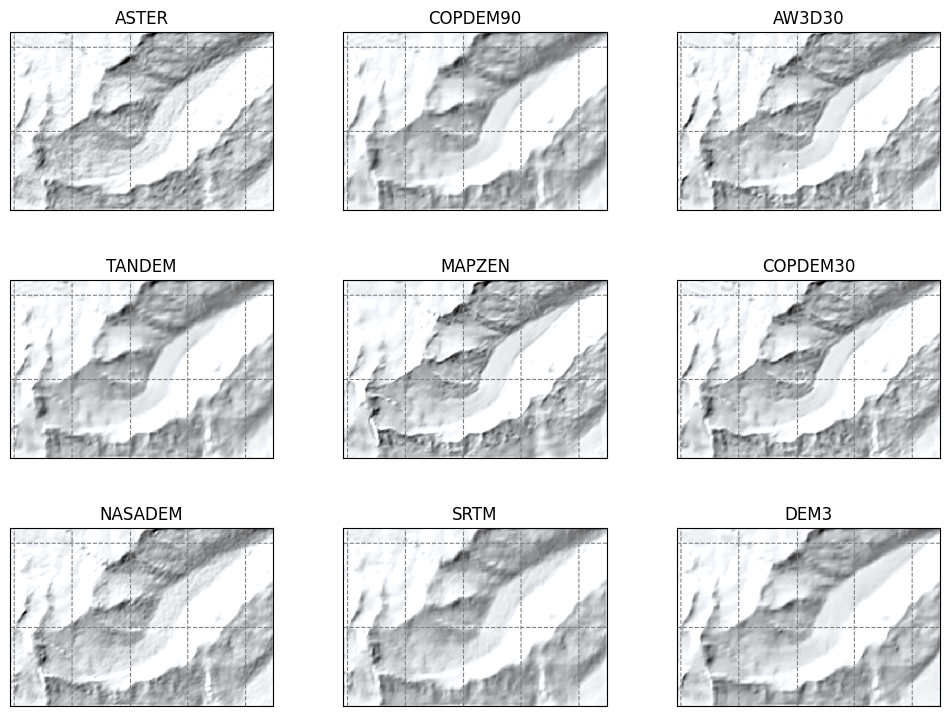 ASTER
COPDEM90
AW3D30
TANDEM
MAPZEN
COPDEM30
NASADEM
SRTM
DEM3